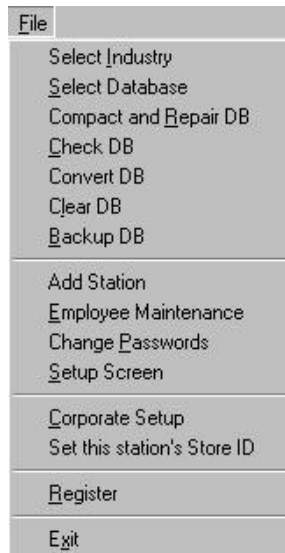 File
Select Industry
Select Database
Compact and Repair DB
Check DB
Convert DB
Clear DB
Backup DB
Add Station
Employee Maintenance
Change Passwords
Setup Screen
Corporate Setup
Set this station's Store ID
Register
Exit